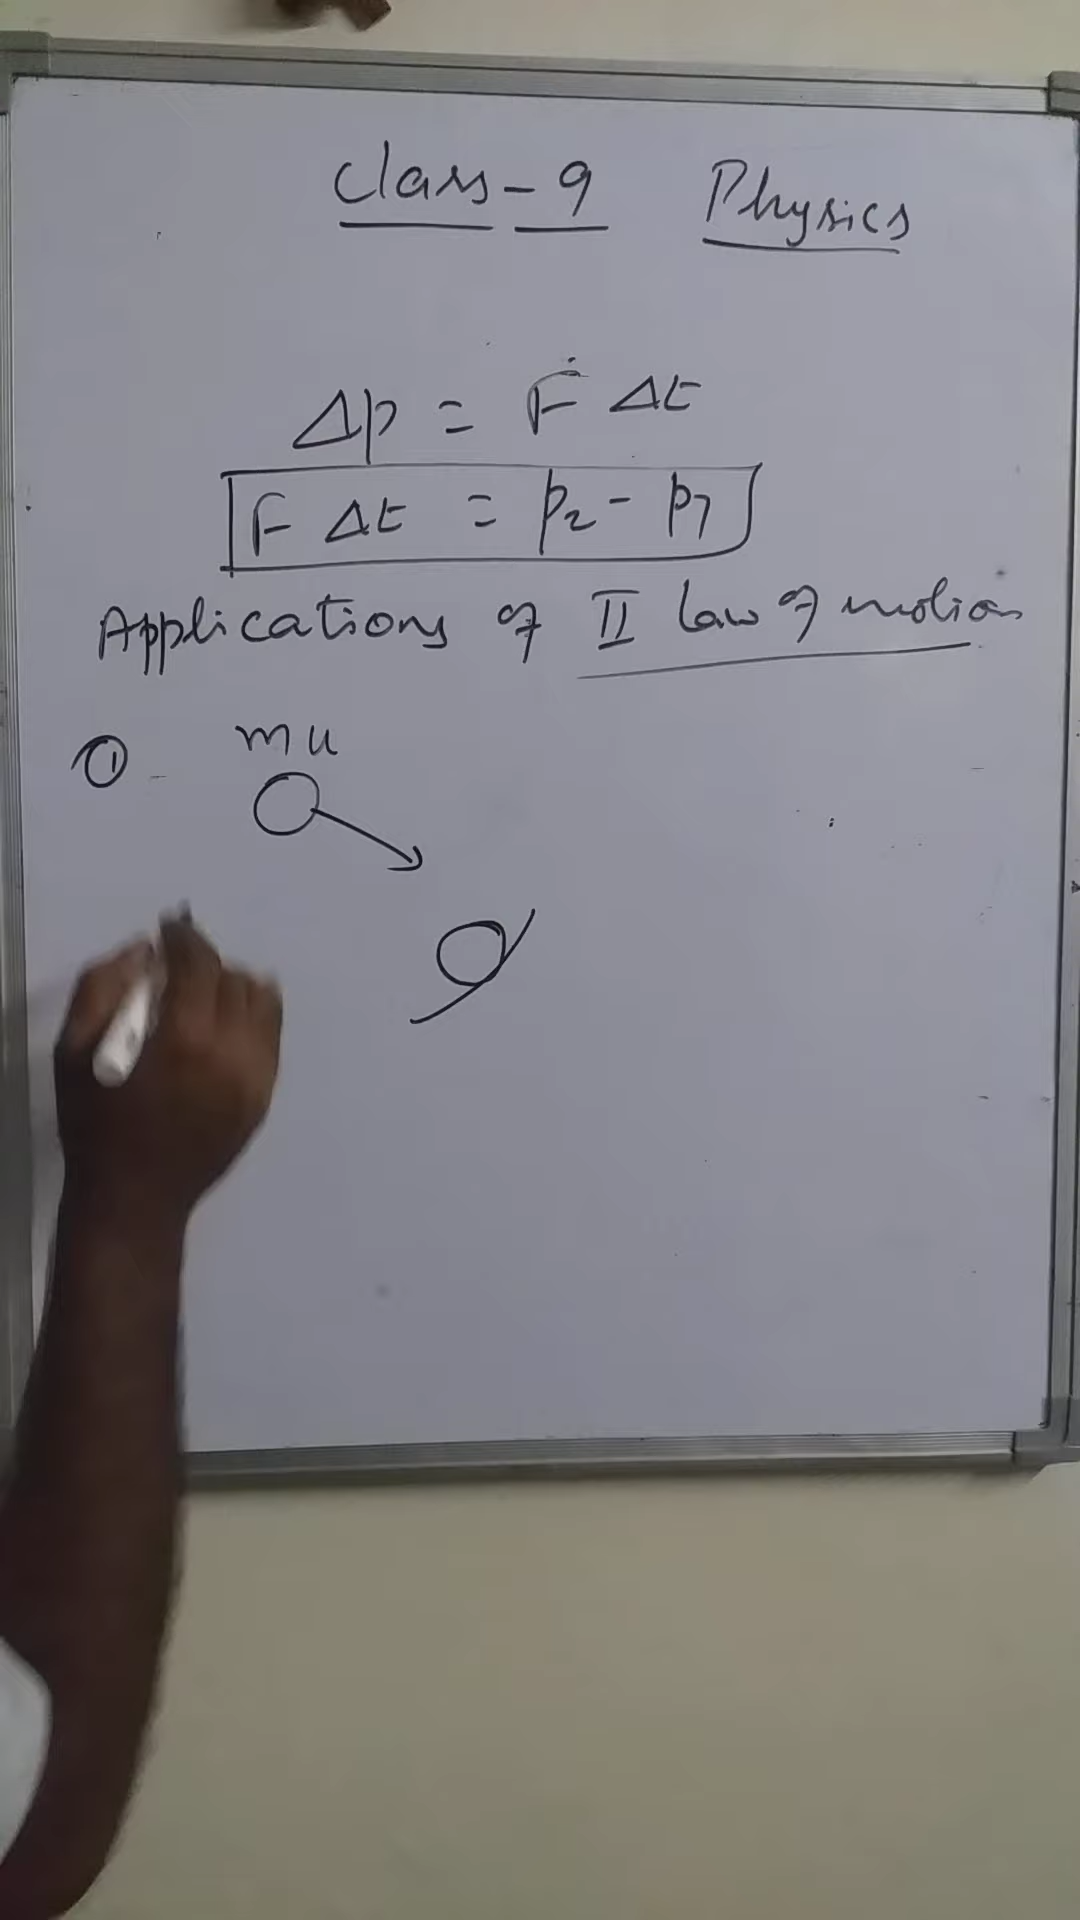 Class-9 Physics
Δp = F Δt
F Δt = p₂ - p₁
Applications of II law of motion
① mu